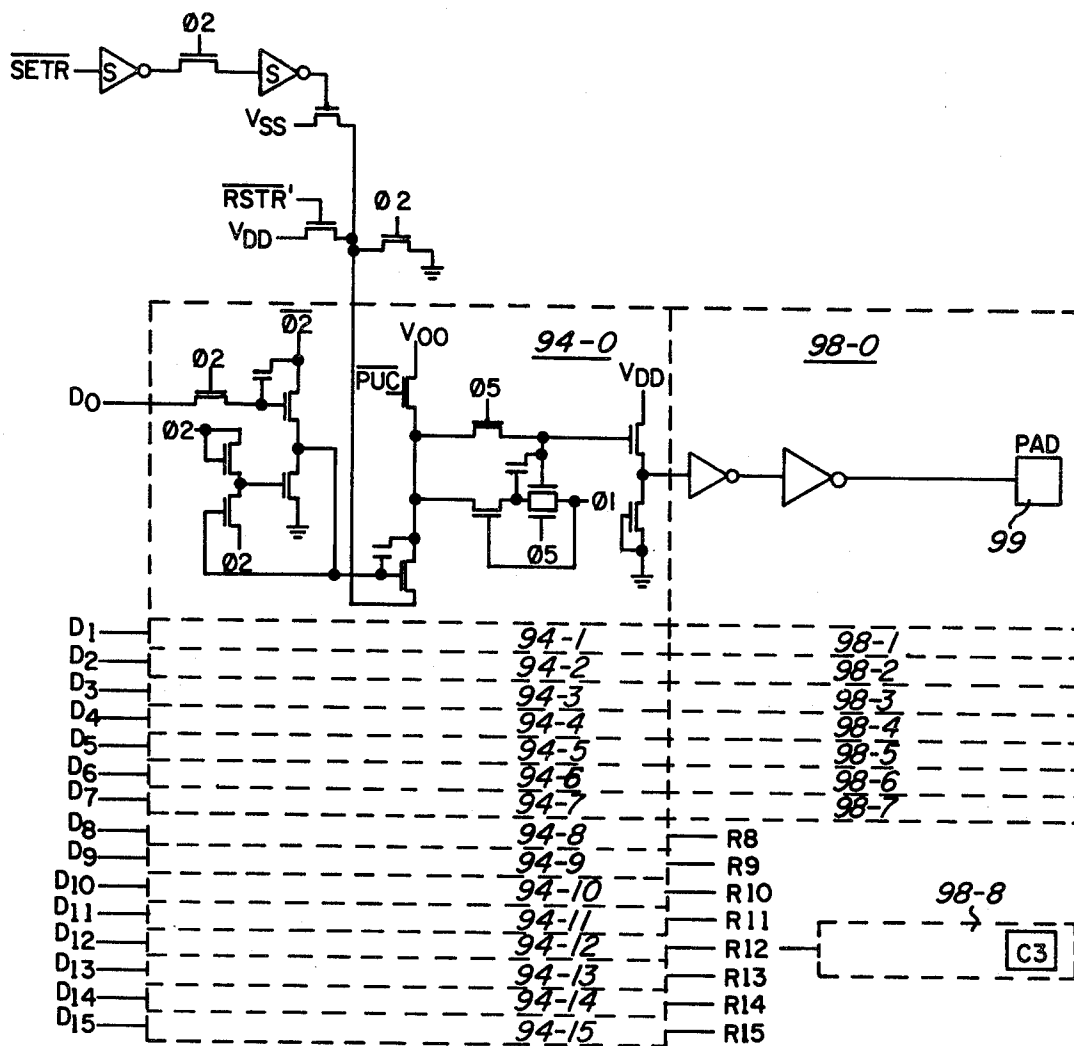 Ø2
S̅E̅T̅R̅ S S
VSS
R̅S̅T̅R̅' Ø2
VDD
Ø̅2̅ VOO 94-0 98-0
Ø2 P̅U̅C̅ VDD
D0 Ø5 PAD
Ø2 Ø1
Ø2 Ø5 99
D1 94-1 98-1
D2 94-2 98-2
D3 94-3 98-3
D4 94-4 98-4
D5 94-5 98-5
D6 94-6 98-6
D7 94-7 98-7
D8 94-8 R8
D9 94-9 R9
D10 94-10 R10 98-8
D11 94-11 R11
D12 94-12 R12 C3
D13 94-13 R13
D14 94-14 R14
D15 94-15 R15